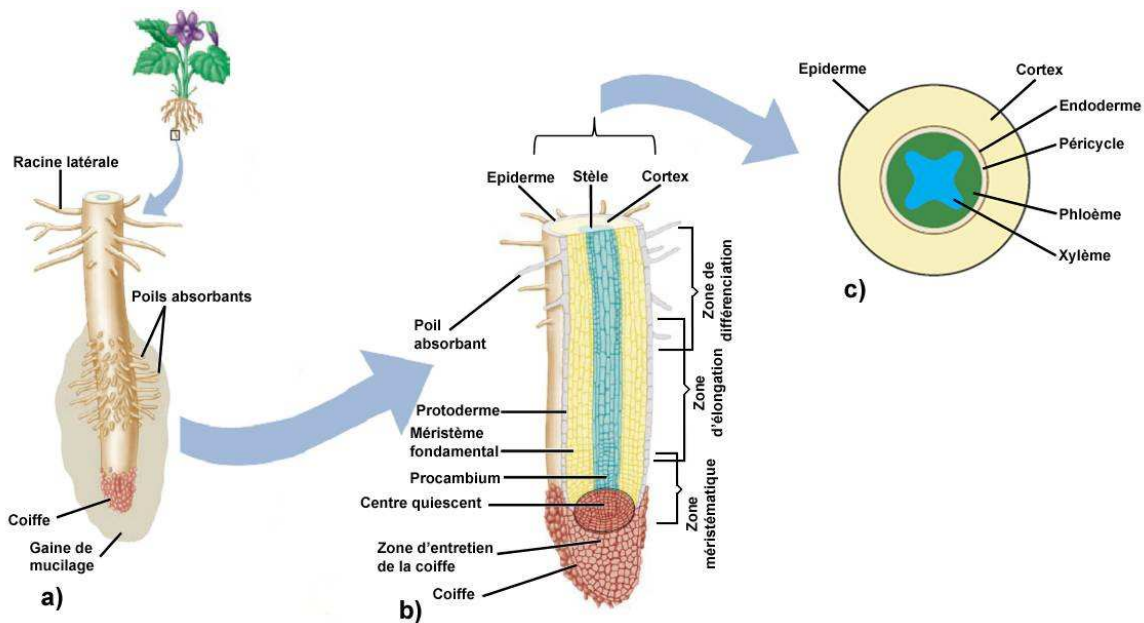 Racine latérale
Poils absorbants
Coiffe
Gaine de
mucilage
a)
Epiderme
Stèle
Cortex
Poil
absorbant
Protoderme
Méristème
fondamental
Procambium
Centre quiescent
Zone d'entretien
de la coiffe
Coiffe
Zone de
différenciation
Zone
d'élongation
Zone
méristématique
b)
Epiderme
Cortex
Endoderme
Péricycle
Phloème
Xylème
c)